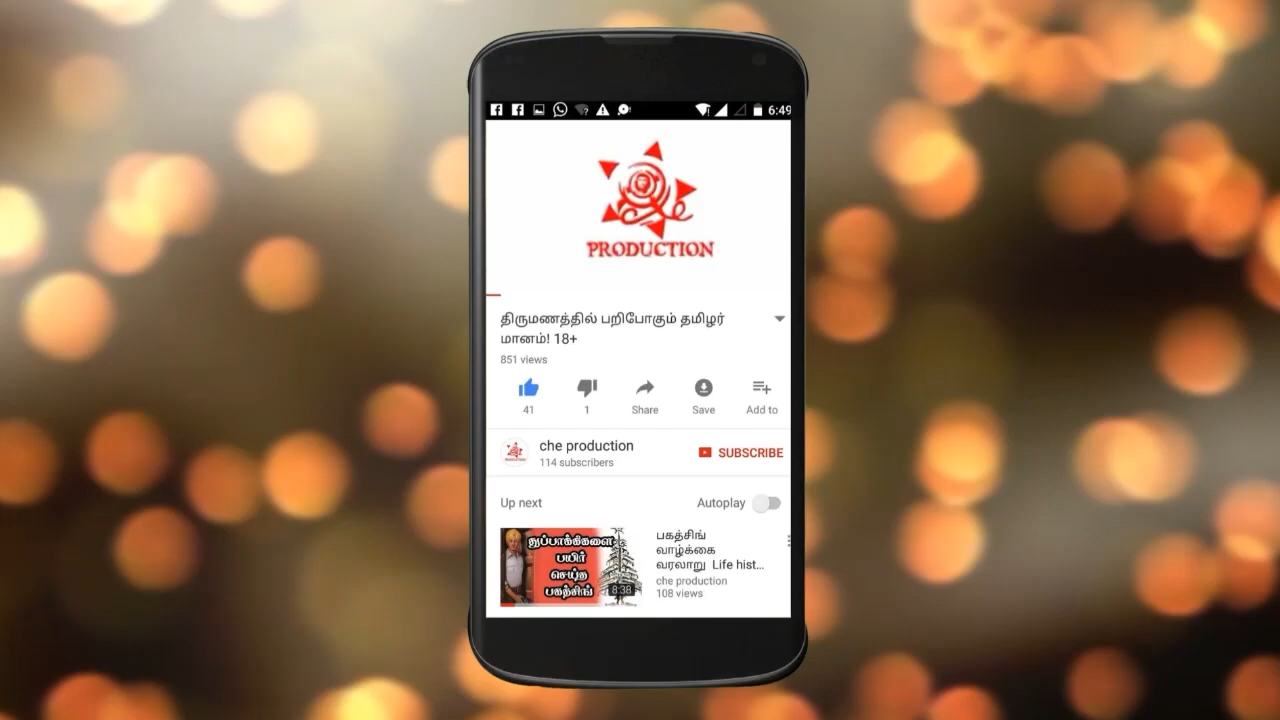 6:49
PRODUCTION
திருமணத்தில் பறிபோகும் தமிழர்
மானம்! 18+
851 views
41
1
Share
Save
Add to
che production
114 subscribers
SUBSCRIBE
Up next
Autoplay
துப்பாக்கிகளை
பயிர்
செய்த
பகத்சிங்
8:38
பகத்சிங்
வாழ்க்கை
வரலாறு Life hist...
che production
108 views